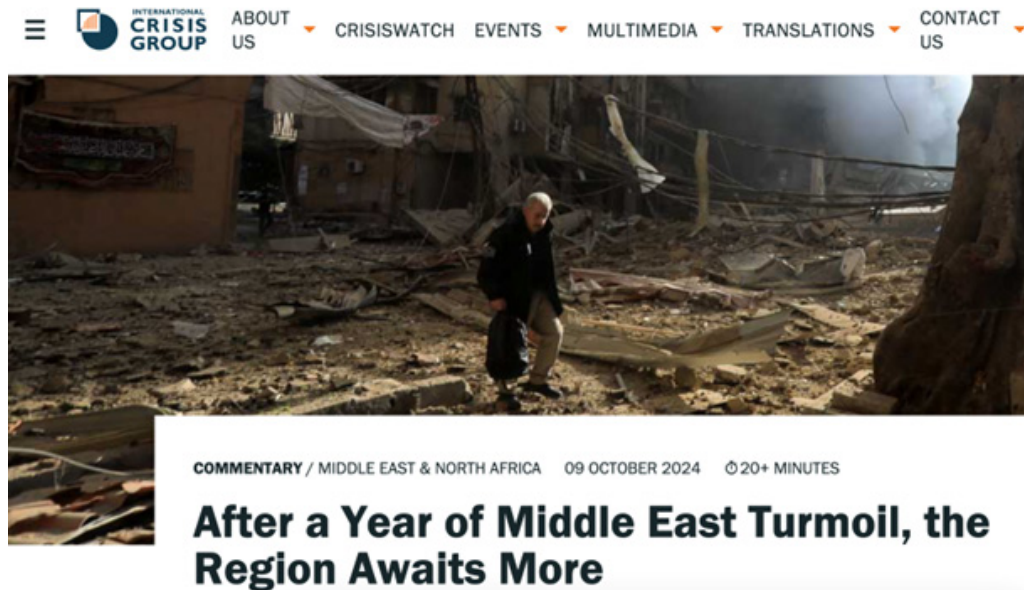 INTERNATIONAL
CRISIS
GROUP
ABOUT
US
CRISISWATCH
EVENTS
MULTIMEDIA
TRANSLATIONS
CONTACT
US
COMMENTARY / MIDDLE EAST & NORTH AFRICA 09 OCTOBER 2024 20+ MINUTES
After a Year of Middle East Turmoil, the
Region Awaits More